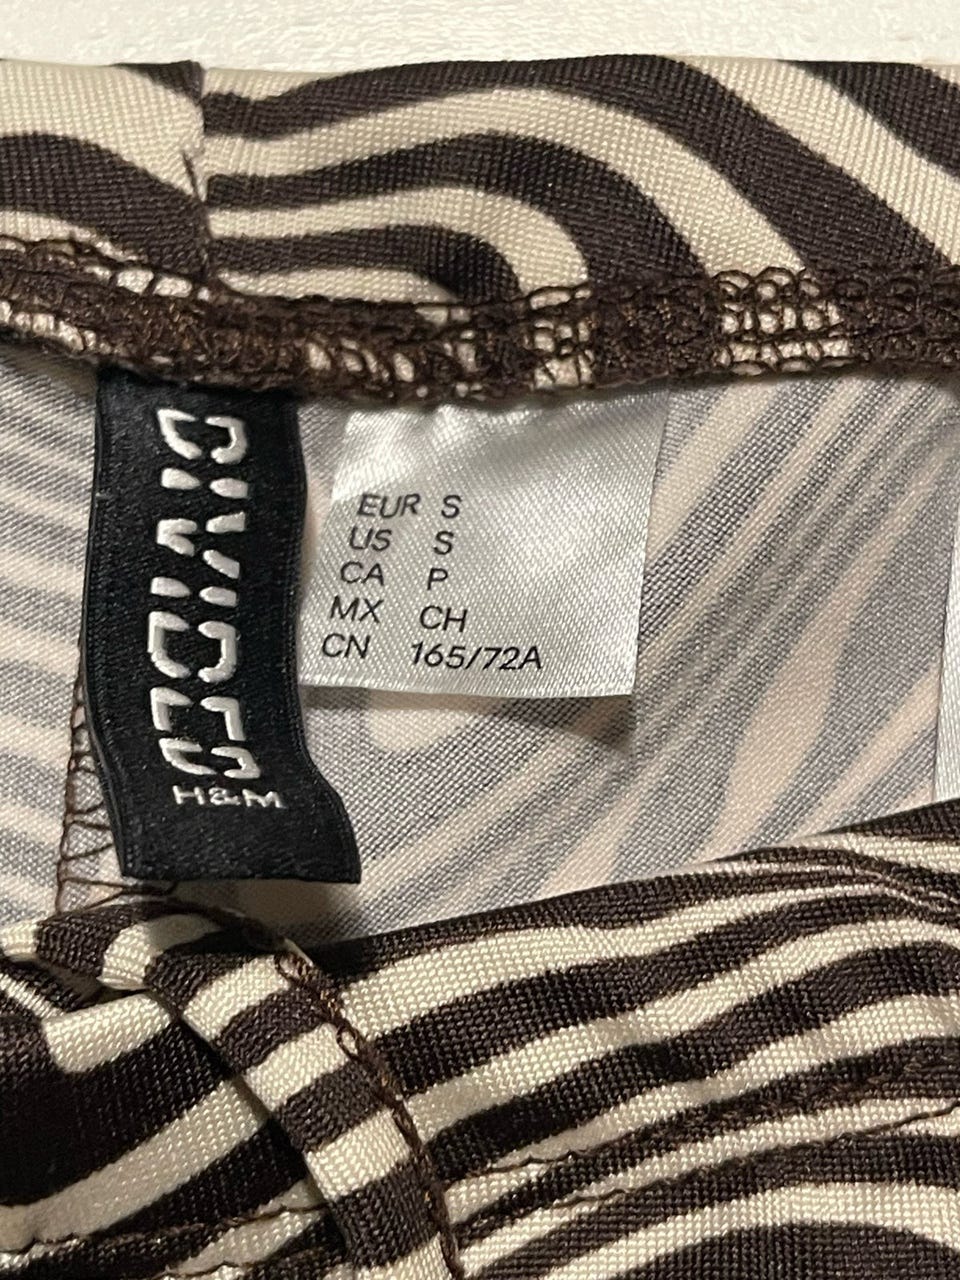 DIVIDED
H&M
EUR S
US S
CA P
MX CH
CN 165/72A